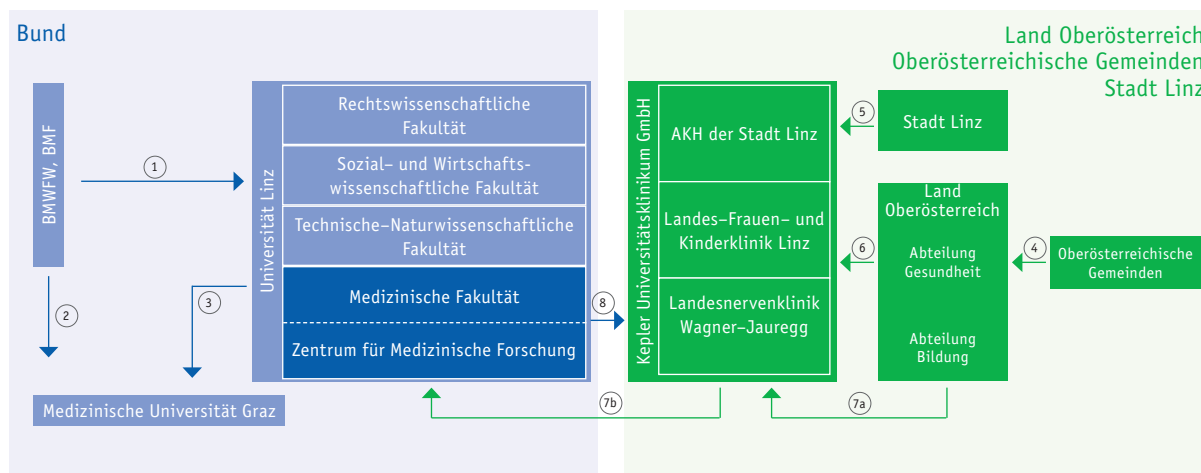 Bund
Land Oberösterreich
Oberösterreichische Gemeinden
Stadt Linz
BMWFW, BMF
1
2
3
Universität Linz
Rechtswissenschaftliche
Fakultät
Sozial– und Wirtschafts-
wissenschaftliche Fakultät
Technische–Naturwissenschaftliche
Fakultät
Medizinische Fakultät
Zentrum für Medizinische Forschung
Medizinische Universität Graz
8
Kepler Universitätsklinikum GmbH
AKH der Stadt Linz
Landes–Frauen– und
Kinderklinik Linz
Landesnervenklinik
Wagner–Jauregg
5
Stadt Linz
6
Land
Oberösterreich
Abteilung
Gesundheit
Abteilung
Bildung
4
Oberösterreichische
Gemeinden
7b
7a